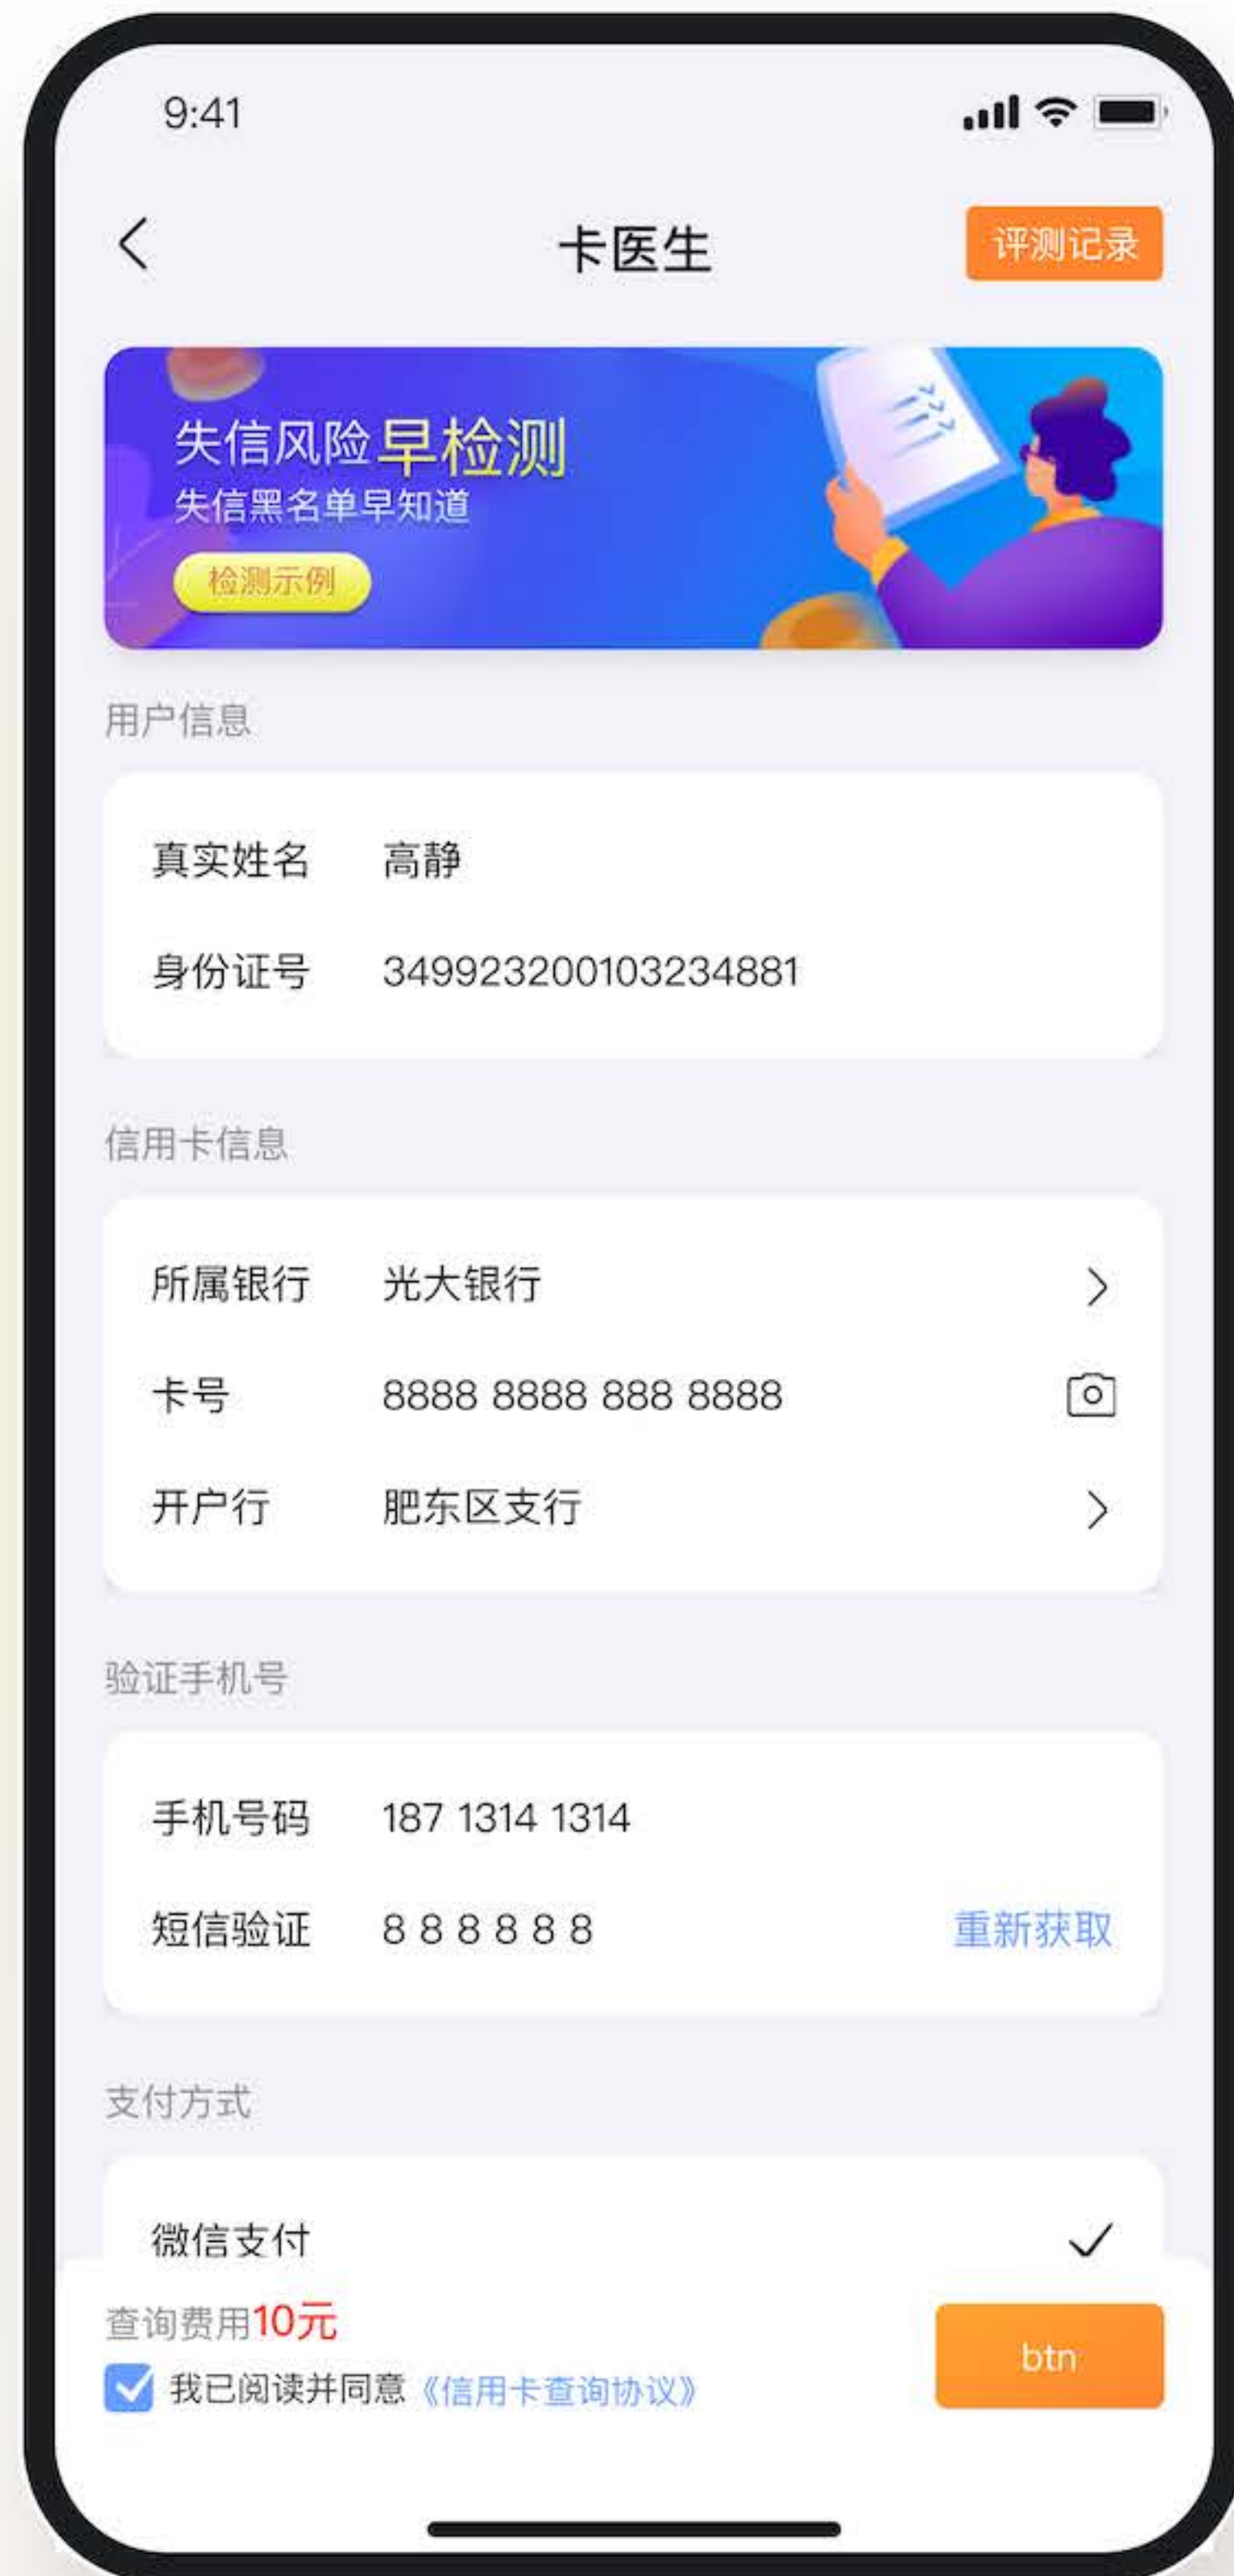 9:41
卡医生
评测记录
失信风险早检测
失信黑名单早知道
检测示例
用户信息
真实姓名 高静
身份证号 349923200103234881
信用卡信息
所属银行 光大银行
卡号 8888 8888 888 8888
开户行 肥东区支行
验证手机号
手机号码 187 1314 1314
短信验证 8 8 8 8 8 8 重新获取
支付方式
微信支付
查询费用10元
我已阅读并同意《信用卡查询协议》
btn